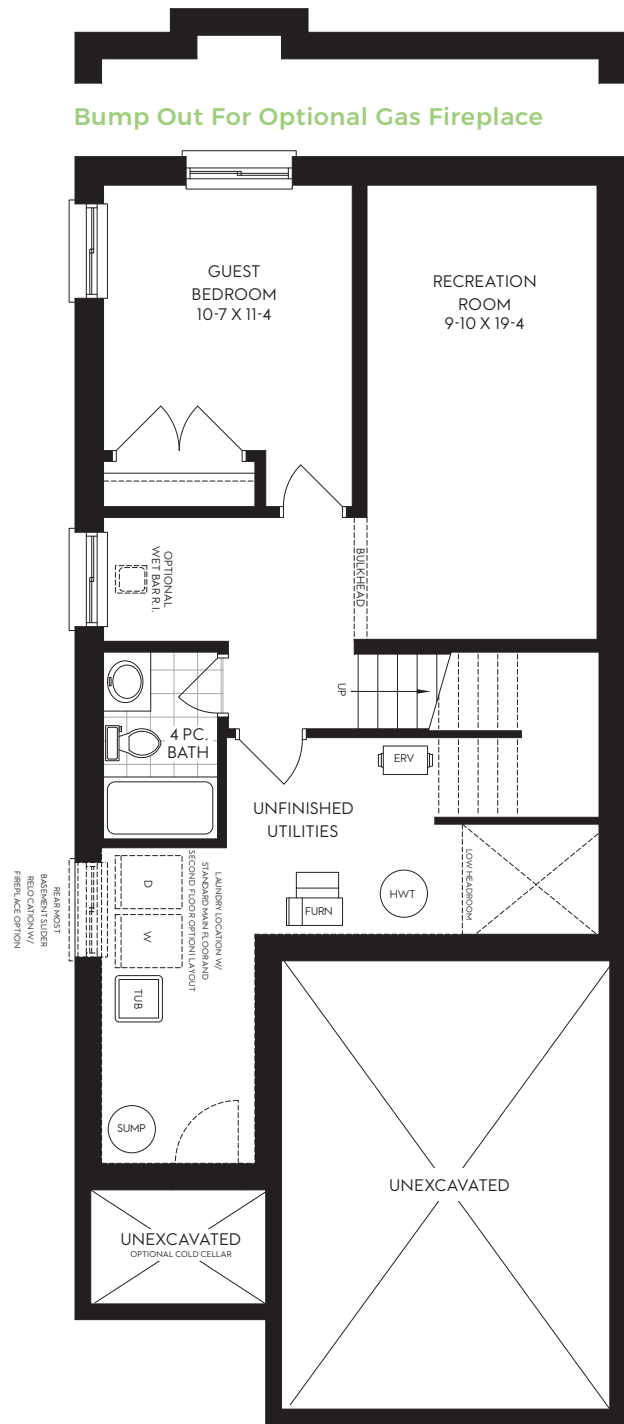 Bump Out For Optional Gas Fireplace
GUEST
BEDROOM
10-7 X 11-4
RECREATION
ROOM
9-10 X 19-4
OPTIONAL
WET BAR R.I.
BULKHEAD
UP
4 PC.
BATH
ERV
UNFINISHED
UTILITIES
LOW HEADROOM
HWT
FURN
D
W
LAUNDRY LOCATION W/
STANDARD MAIN FLOOR AND
SECOND FLOOR OPTION 1 LAYOUT
REAR MOST
BASEMENT SLIDER
RELOCATION W/
FIREPLACE OPTION
TUB
SUMP
UNEXCAVATED
UNEXCAVATED
OPTIONAL COLD CELLAR